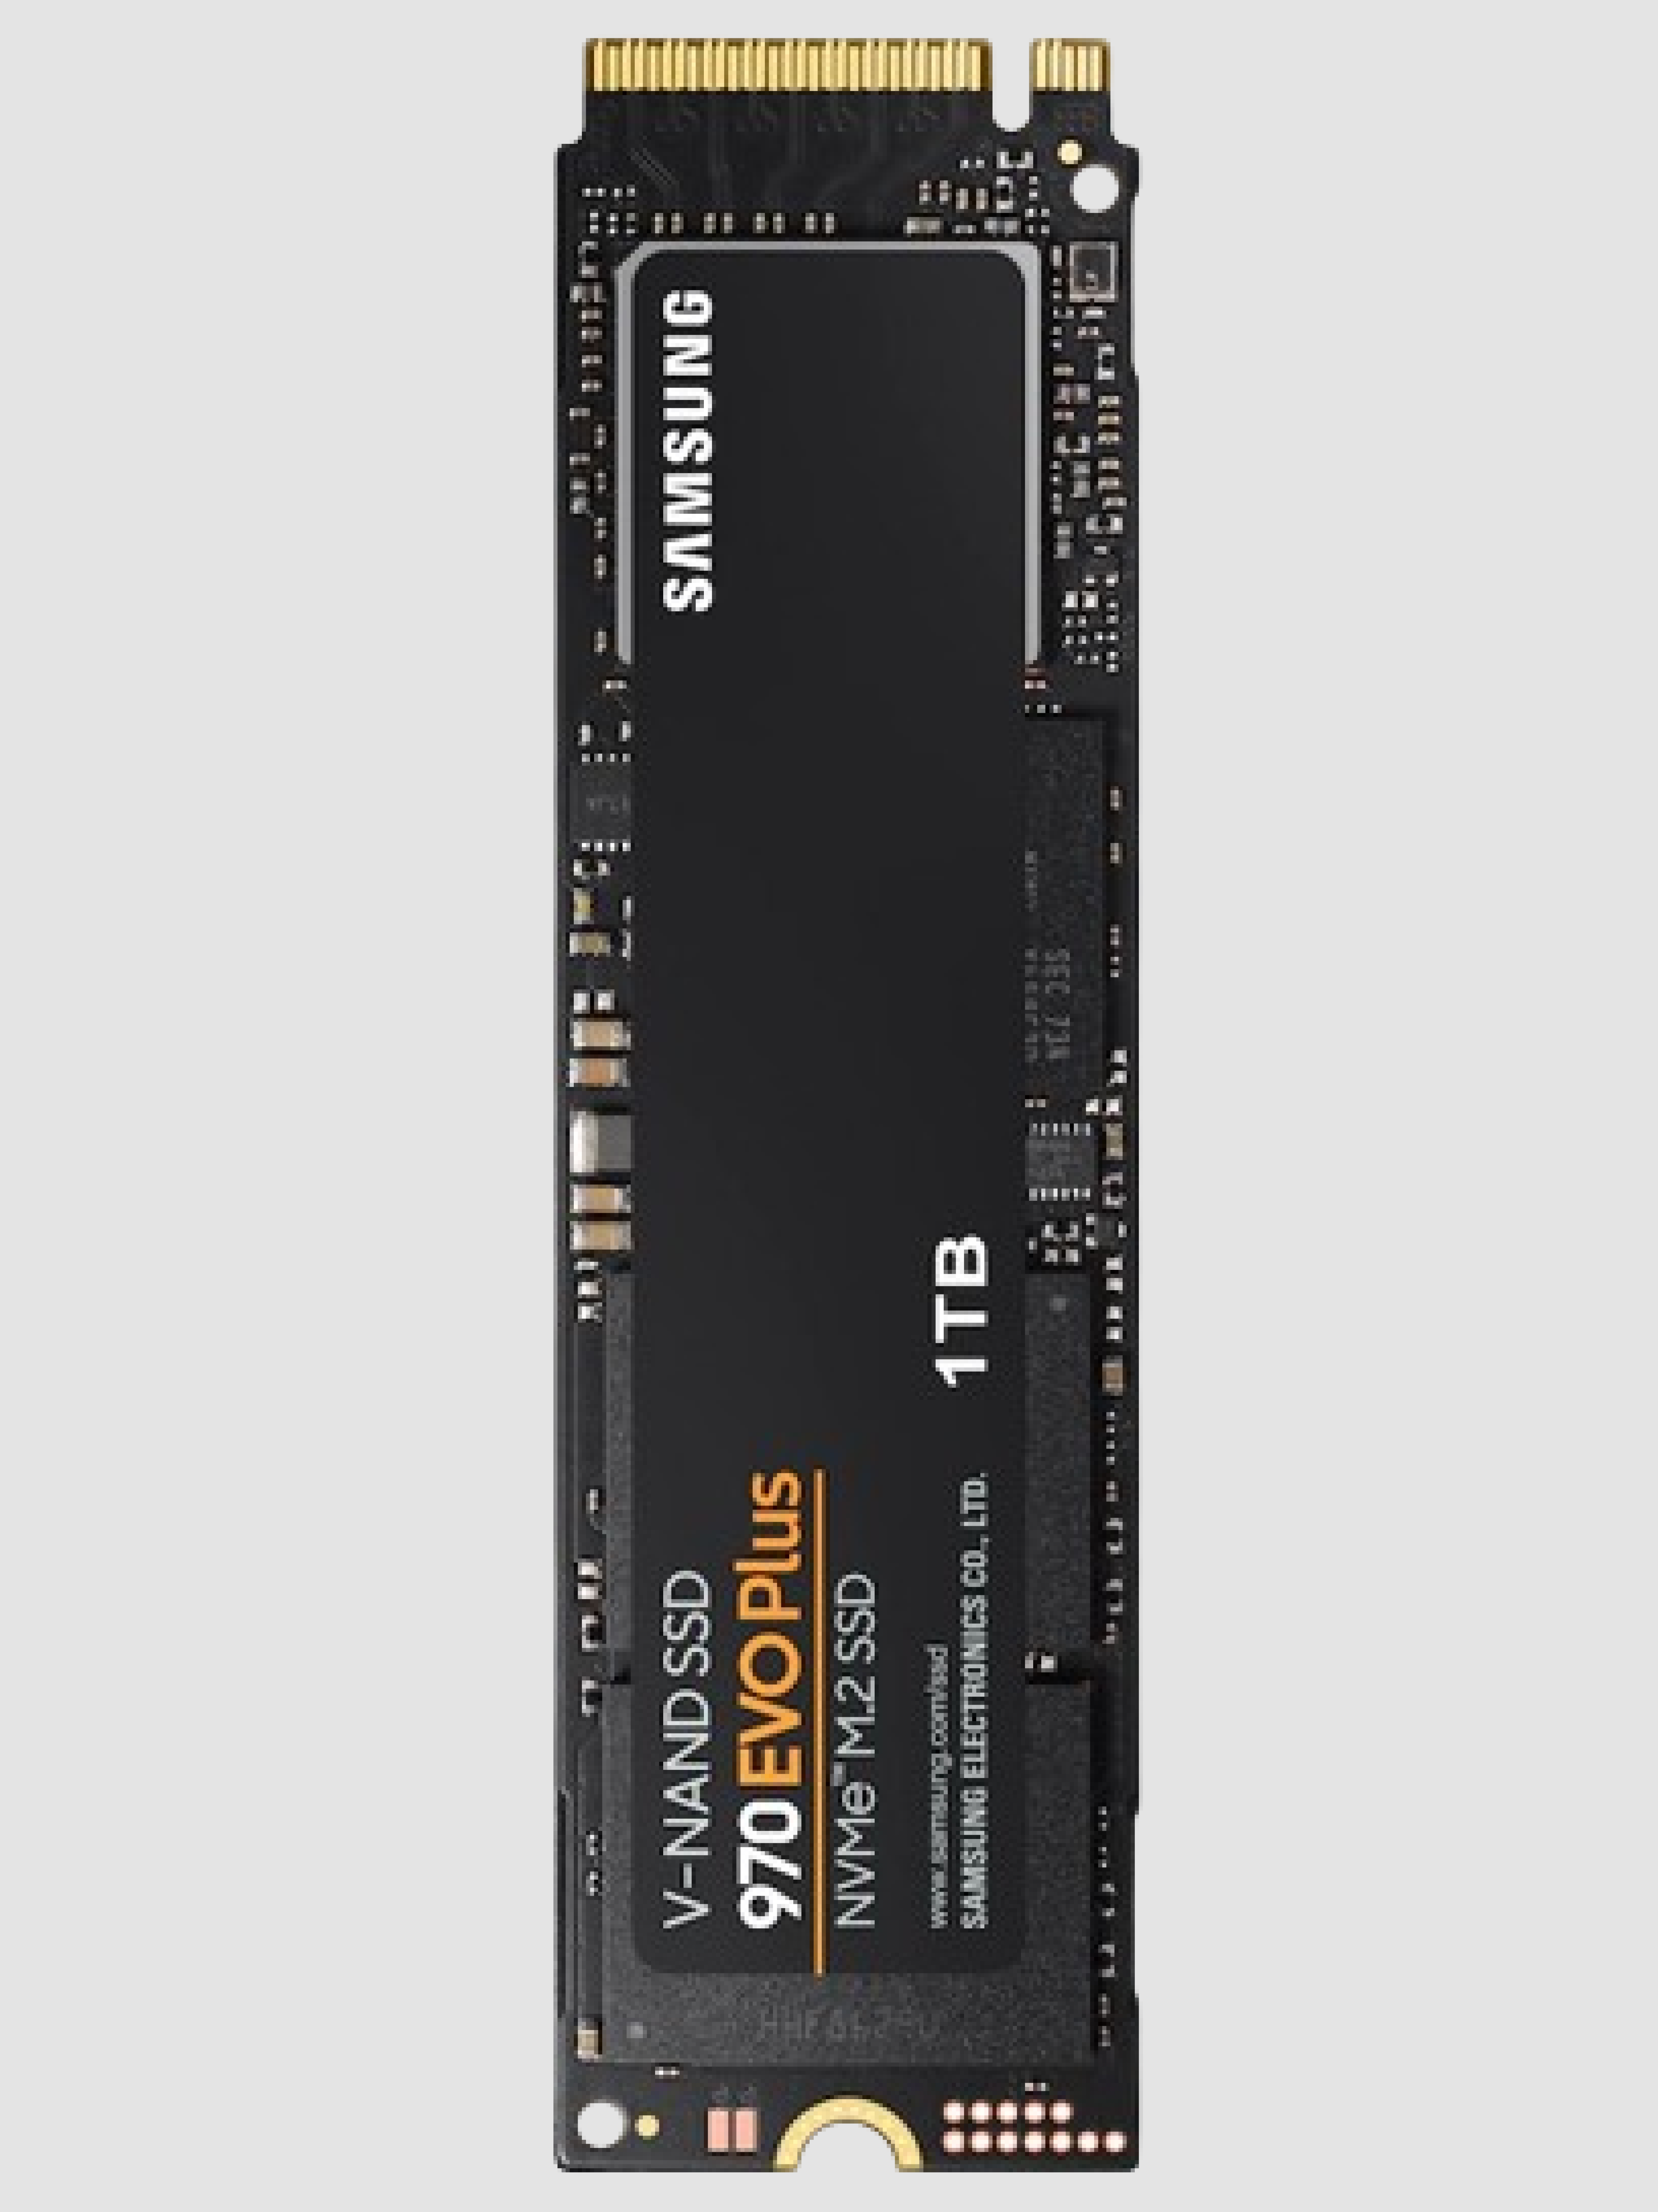 SAMSUNG
V-NAND SSD
970 EVO Plus
NVMe™ M.2 SSD
1TB
www.samsung.com/ssd
SAMSUNG ELECTRONICS CO., LTD.